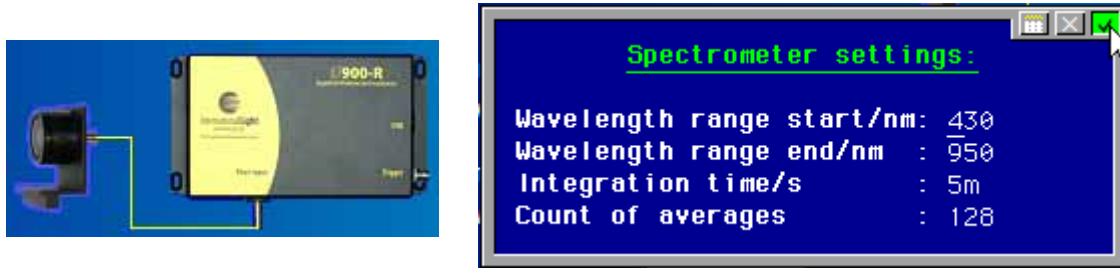 900-R
Spectrometer settings:
Wavelength range start/nm: 430
Wavelength range end/nm : 950
Integration time/s : 5m
Count of averages : 128